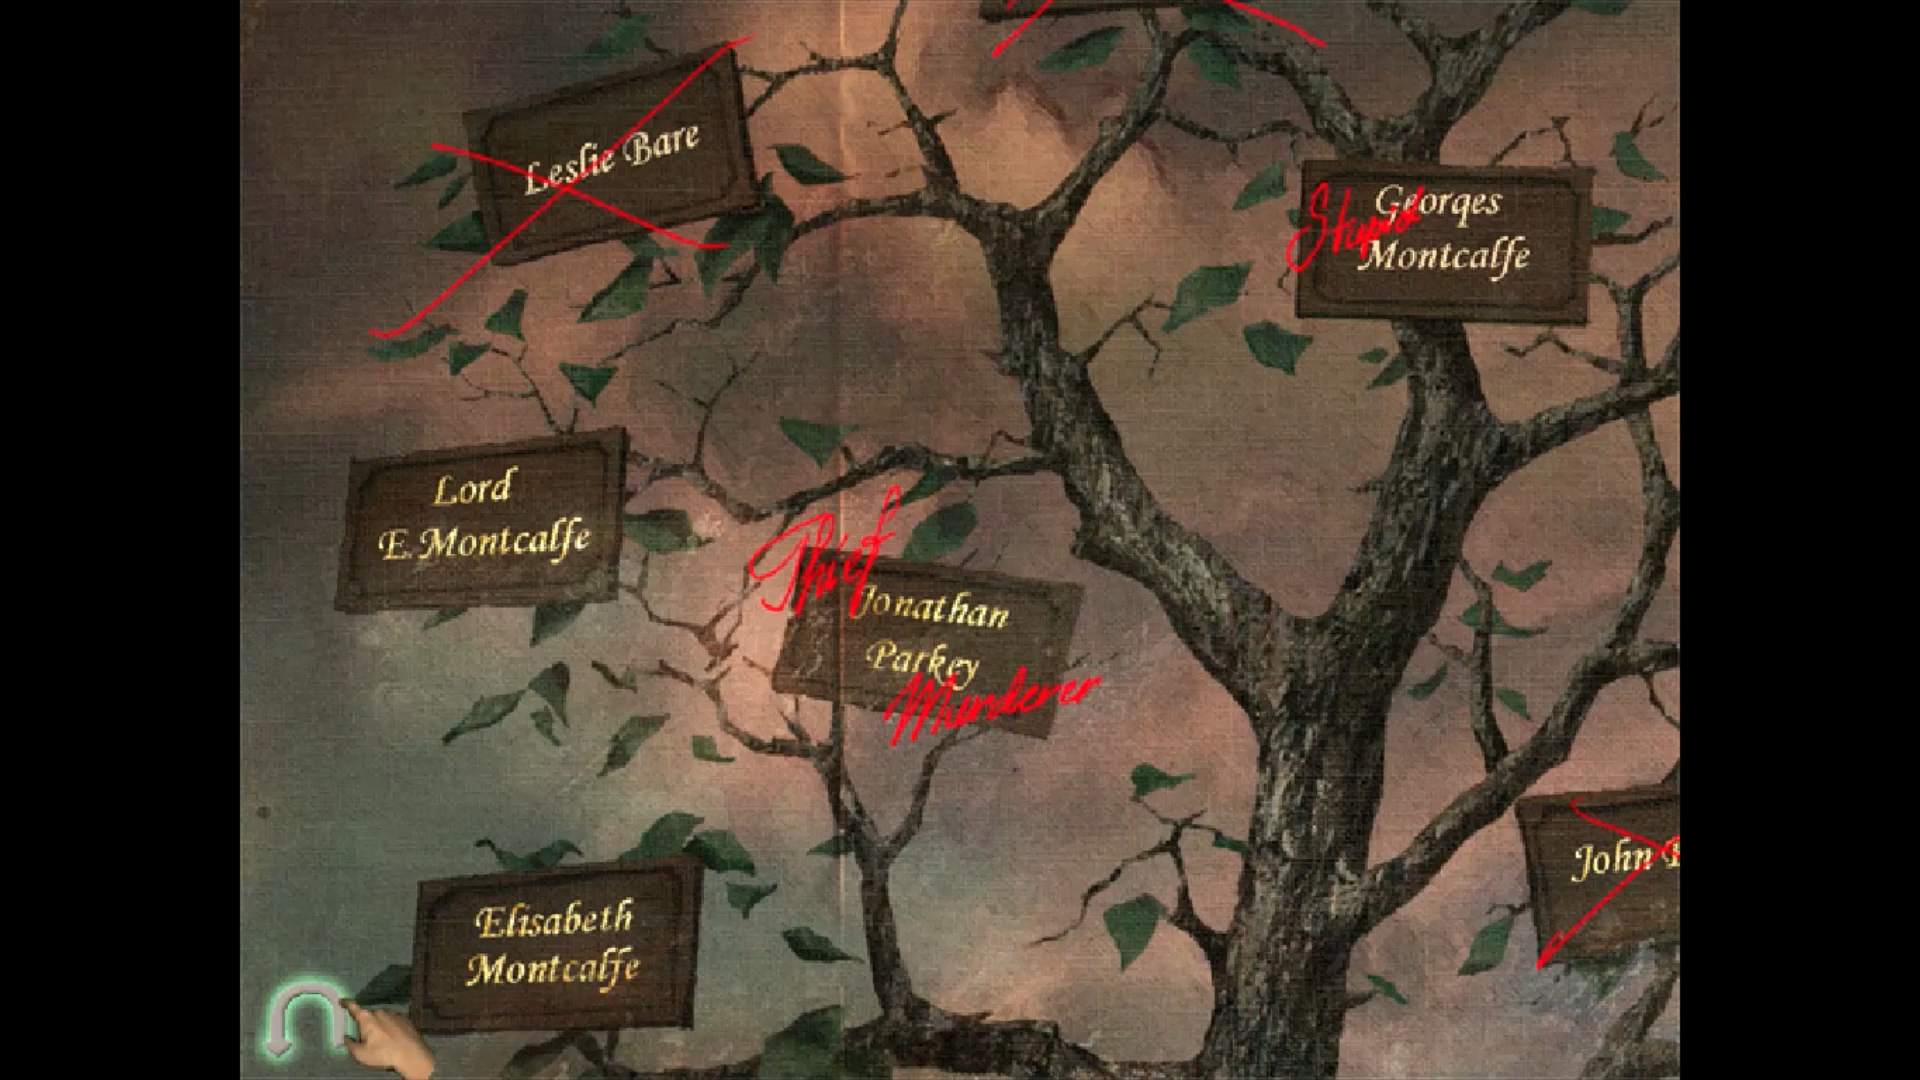 Leslie Bare
Stupid
Georges
Montcalfe
Lord
E. Montcalfe
Thief
Jonathan
Parkey
Murderer
John
Elisabeth
Montcalfe